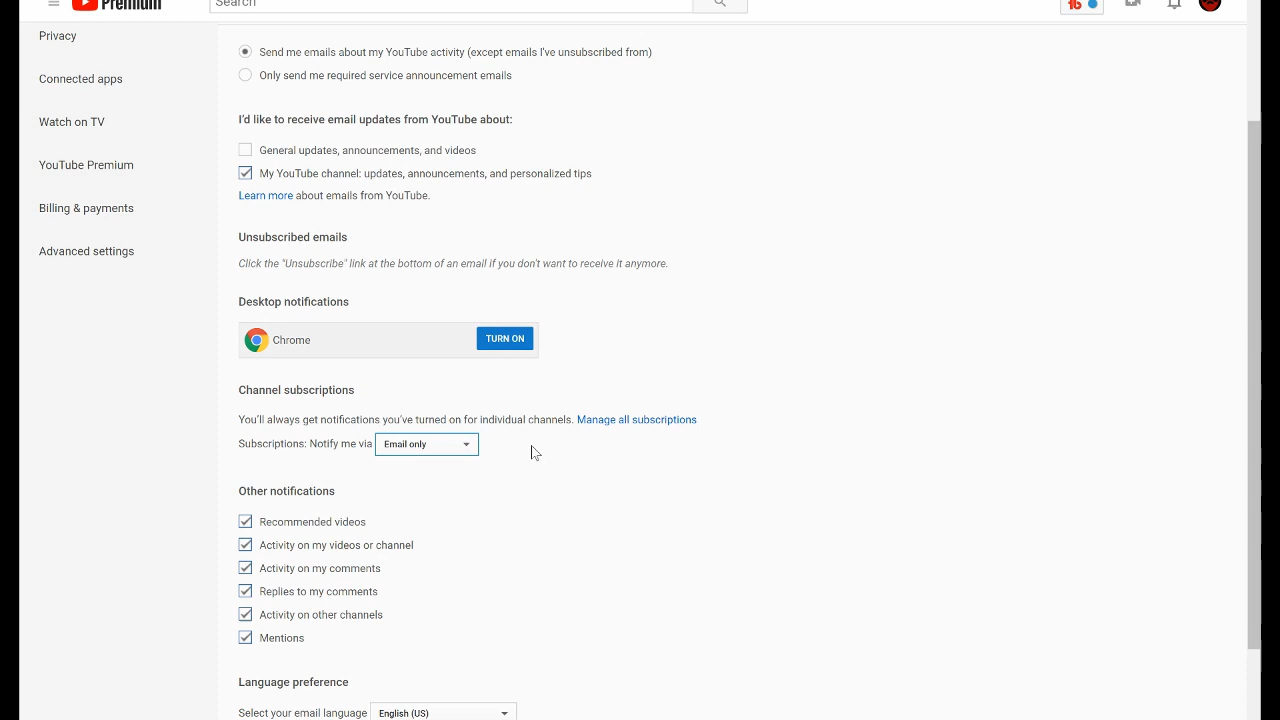 Premium
Search
Privacy
Connected apps
Watch on TV
YouTube Premium
Billing & payments
Advanced settings
Send me emails about my YouTube activity (except emails I've unsubscribed from)
Only send me required service announcement emails
I'd like to receive email updates from YouTube about:
General updates, announcements, and videos
My YouTube channel: updates, announcements, and personalized tips
Learn more about emails from YouTube.
Unsubscribed emails
Click the "Unsubscribe" link at the bottom of an email if you don't want to receive it anymore.
Desktop notifications
Chrome TURN ON
Channel subscriptions
You'll always get notifications you've turned on for individual channels. Manage all subscriptions
Subscriptions: Notify me via Email only
Other notifications
Recommended videos
Activity on my videos or channel
Activity on my comments
Replies to my comments
Activity on other channels
Mentions
Language preference
Select your email language English (US)